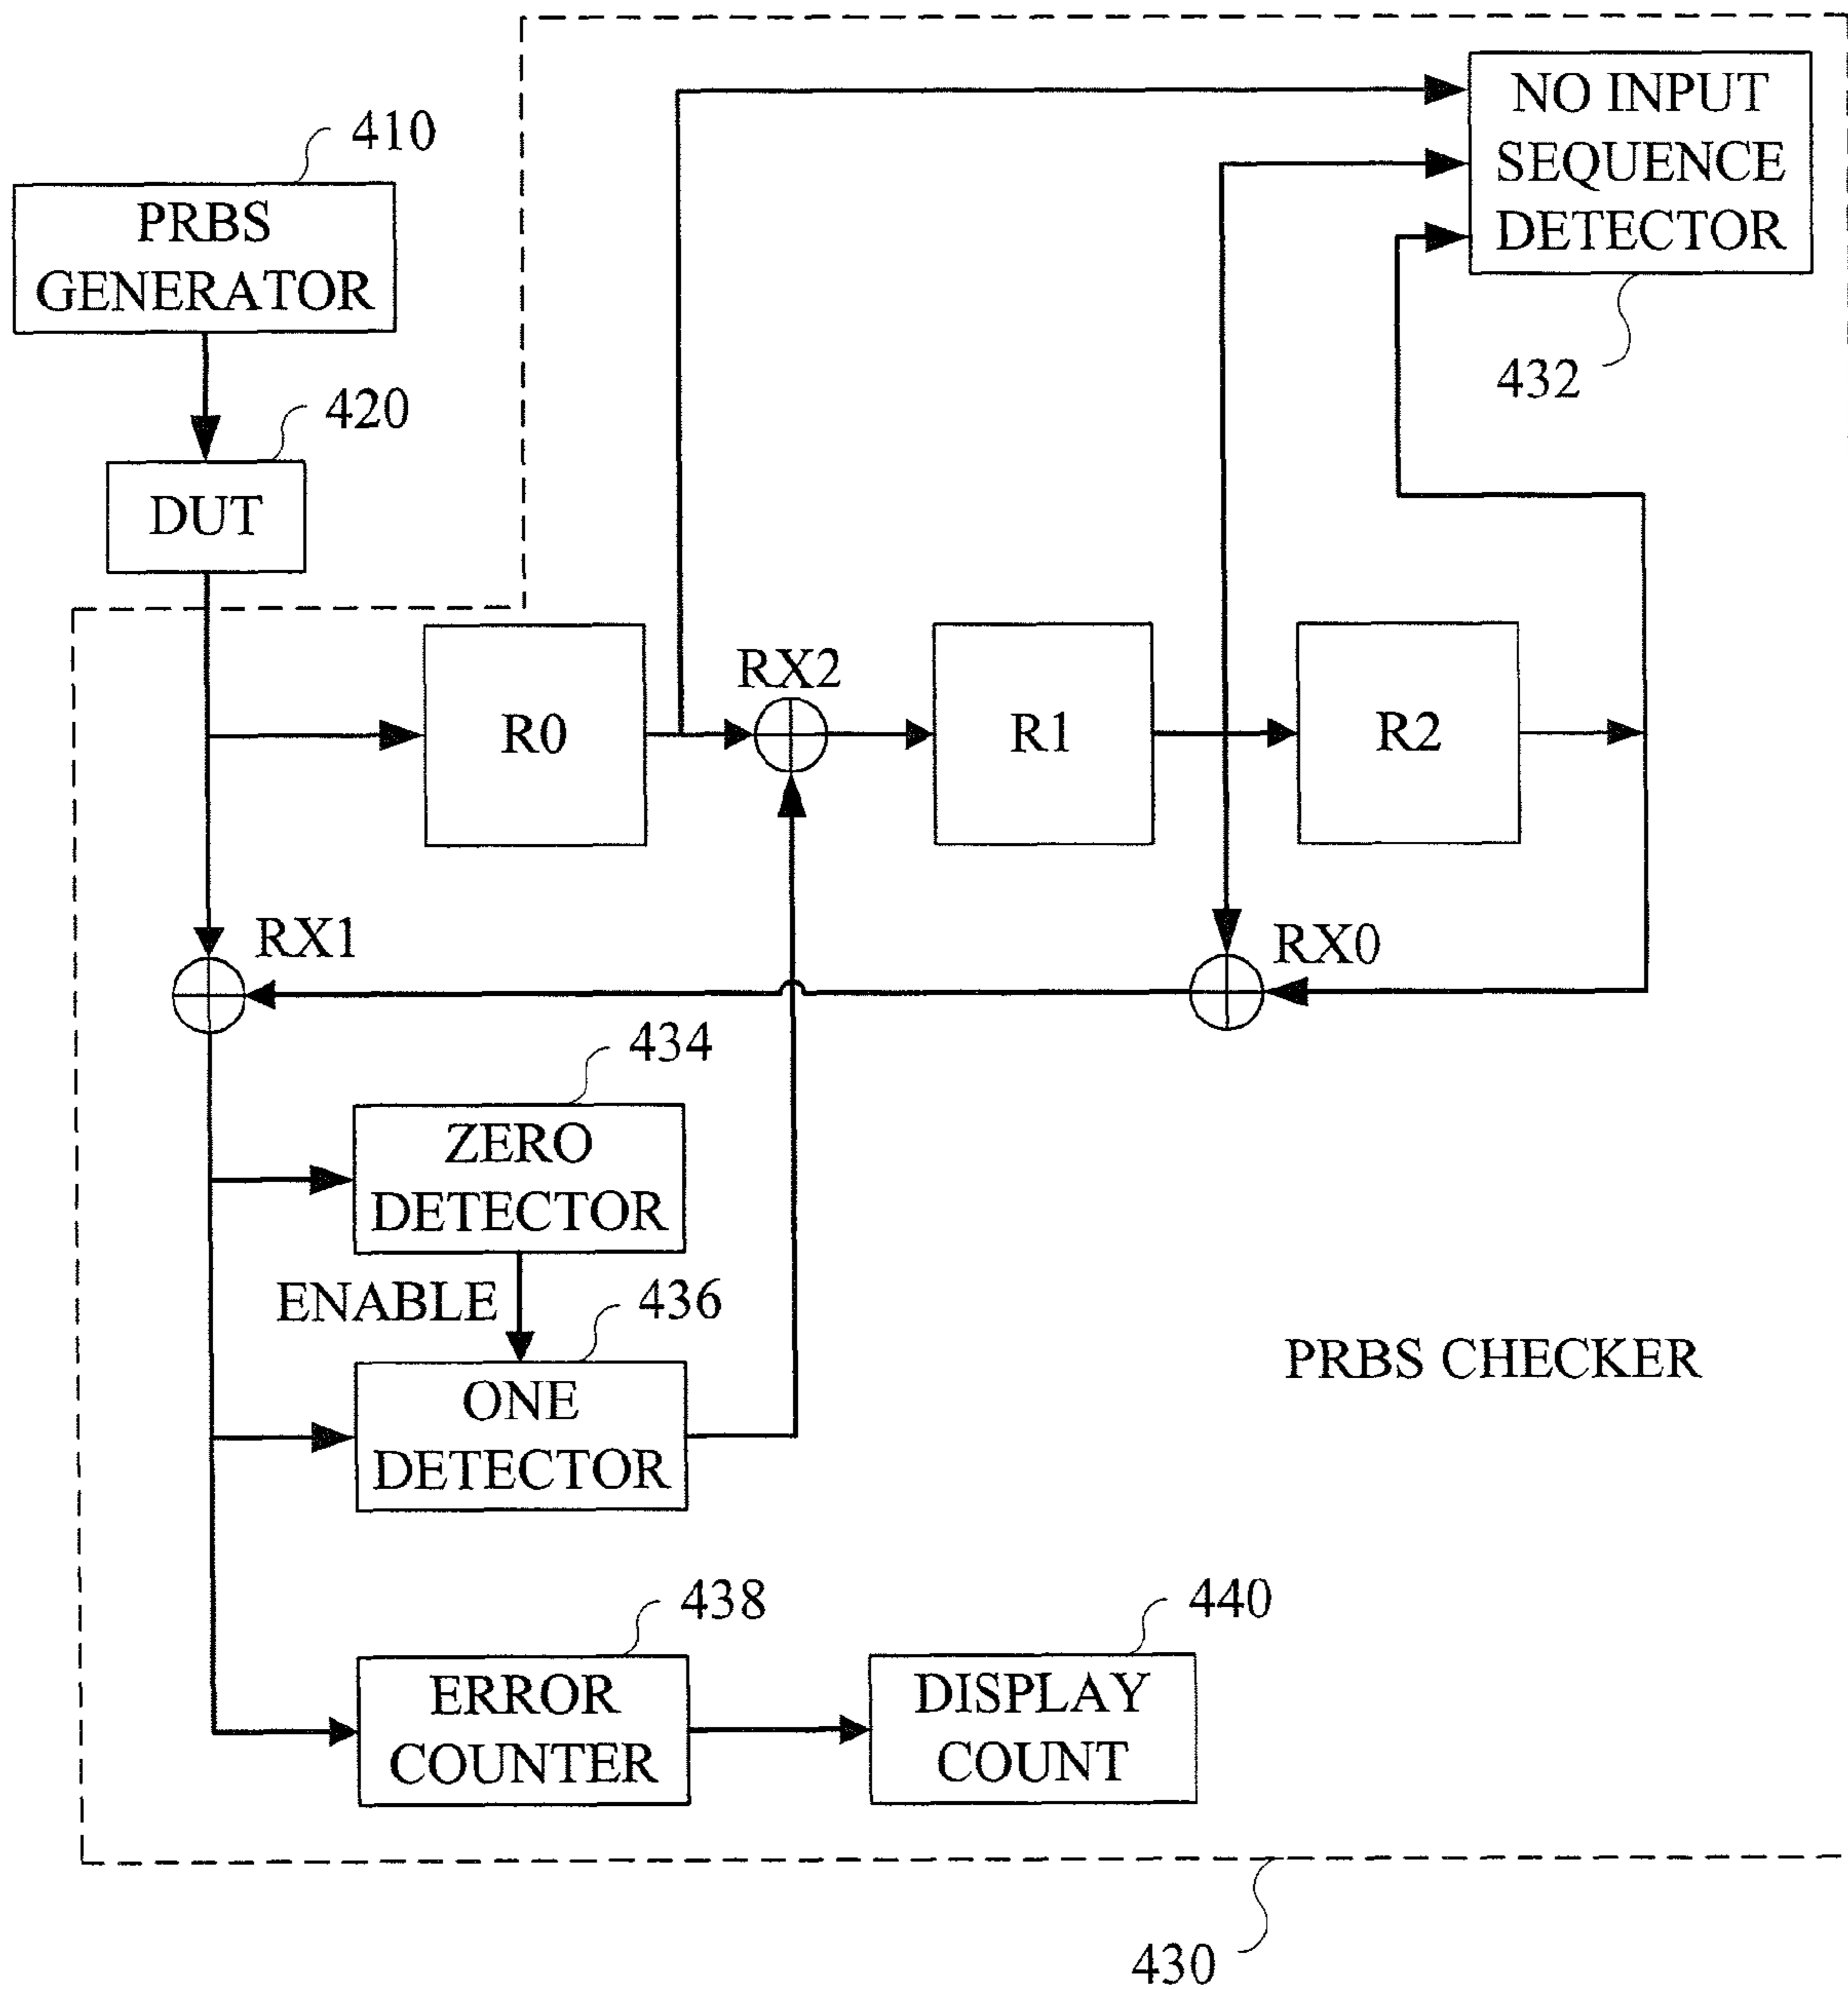 NO INPUT
SEQUENCE
DETECTOR
432
410
PRBS
GENERATOR
420
DUT
R0
RX2
R1
R2
RX1
RX0
434
ZERO
DETECTOR
ENABLE
436
ONE
DETECTOR
PRBS CHECKER
438
ERROR
COUNTER
440
DISPLAY
COUNT
430